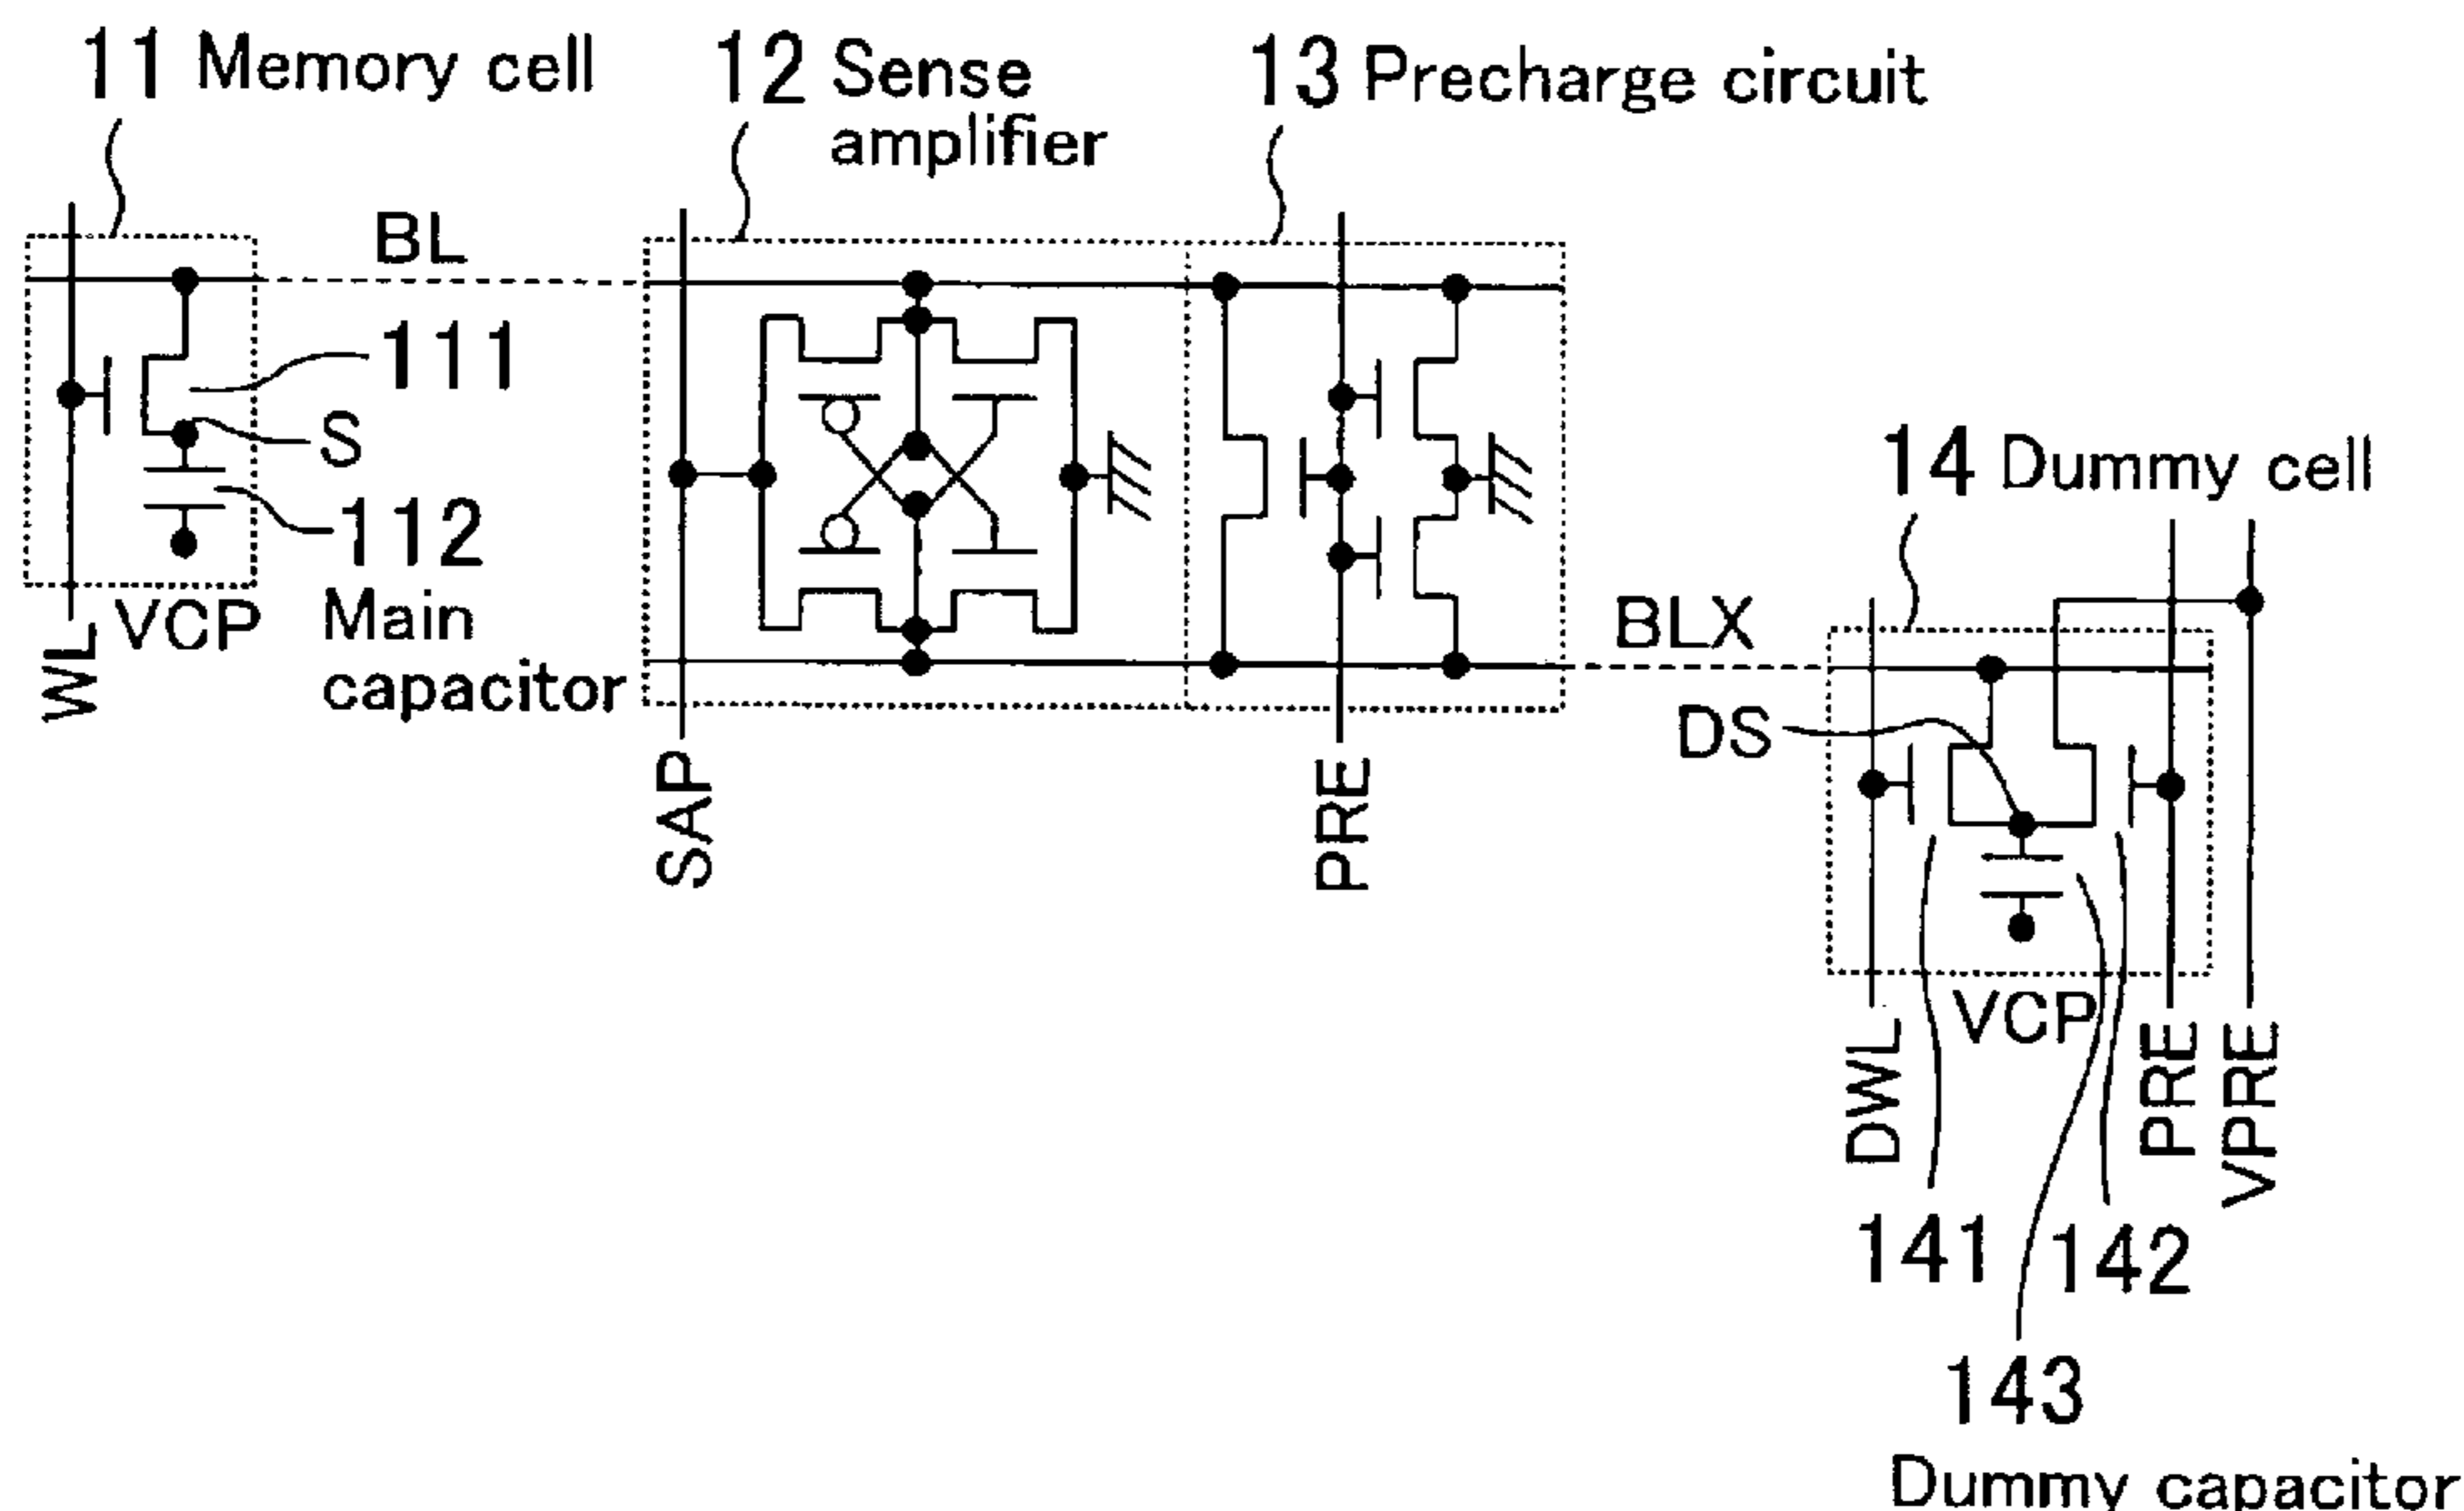 11 Memory cell
12 Sense
amplifier
13 Precharge circuit
BL
111
S
112
Main
capacitor
VCP
WL
SAP
PRE
14 Dummy cell
BLX
DS
VCP
DWL
PRE
VPRE
141
142
143
Dummy capacitor